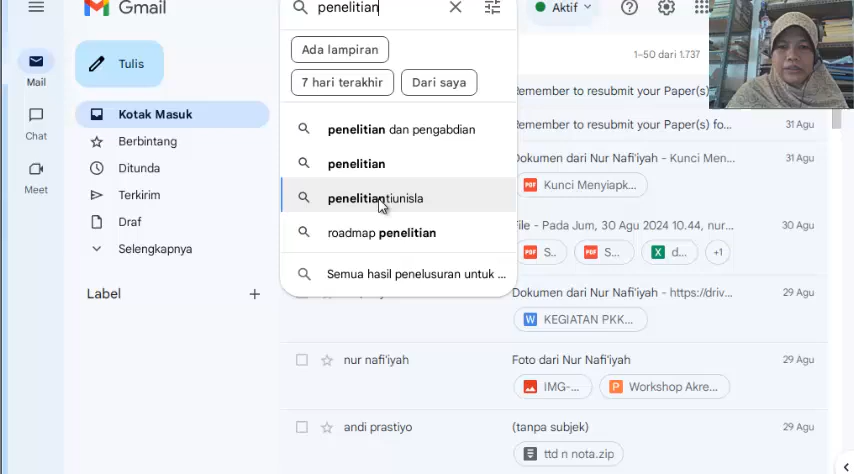 Gmail
penelitian
Aktif
Ada lampiran
7 hari terakhir
Dari saya
penelitian dan pengabdian
penelitian
penelitiantiunisla
roadmap penelitian
Semua hasil penelusuran untuk ...
Tulis
Mail
Chat
Meet
Kotak Masuk
Berbintang
Ditunda
Terkirim
Draf
Selengkapnya
Label
1–50 dari 1.737
Remember to resubmit your Paper(s)
Remember to resubmit your Paper(s) fo...
31 Agu
Dokumen dari Nur Nafi'iyah - Kunci Men...
31 Agu
PDF Kunci Menyiapk...
File - Pada Jum, 30 Agu 2024 10.44, nur...
30 Agu
PDF S..
PDF S...
X d...
+1
Dokumen dari Nur Nafi'iyah - https://driv...
29 Agu
W KEGIATAN PKK...
nur nafi'iyah
Foto dari Nur Nafi'iyah
29 Agu
IMG-...
P Workshop Akre...
andi prastiyo
(tanpa subjek)
29 Agu
ttd n nota.zip